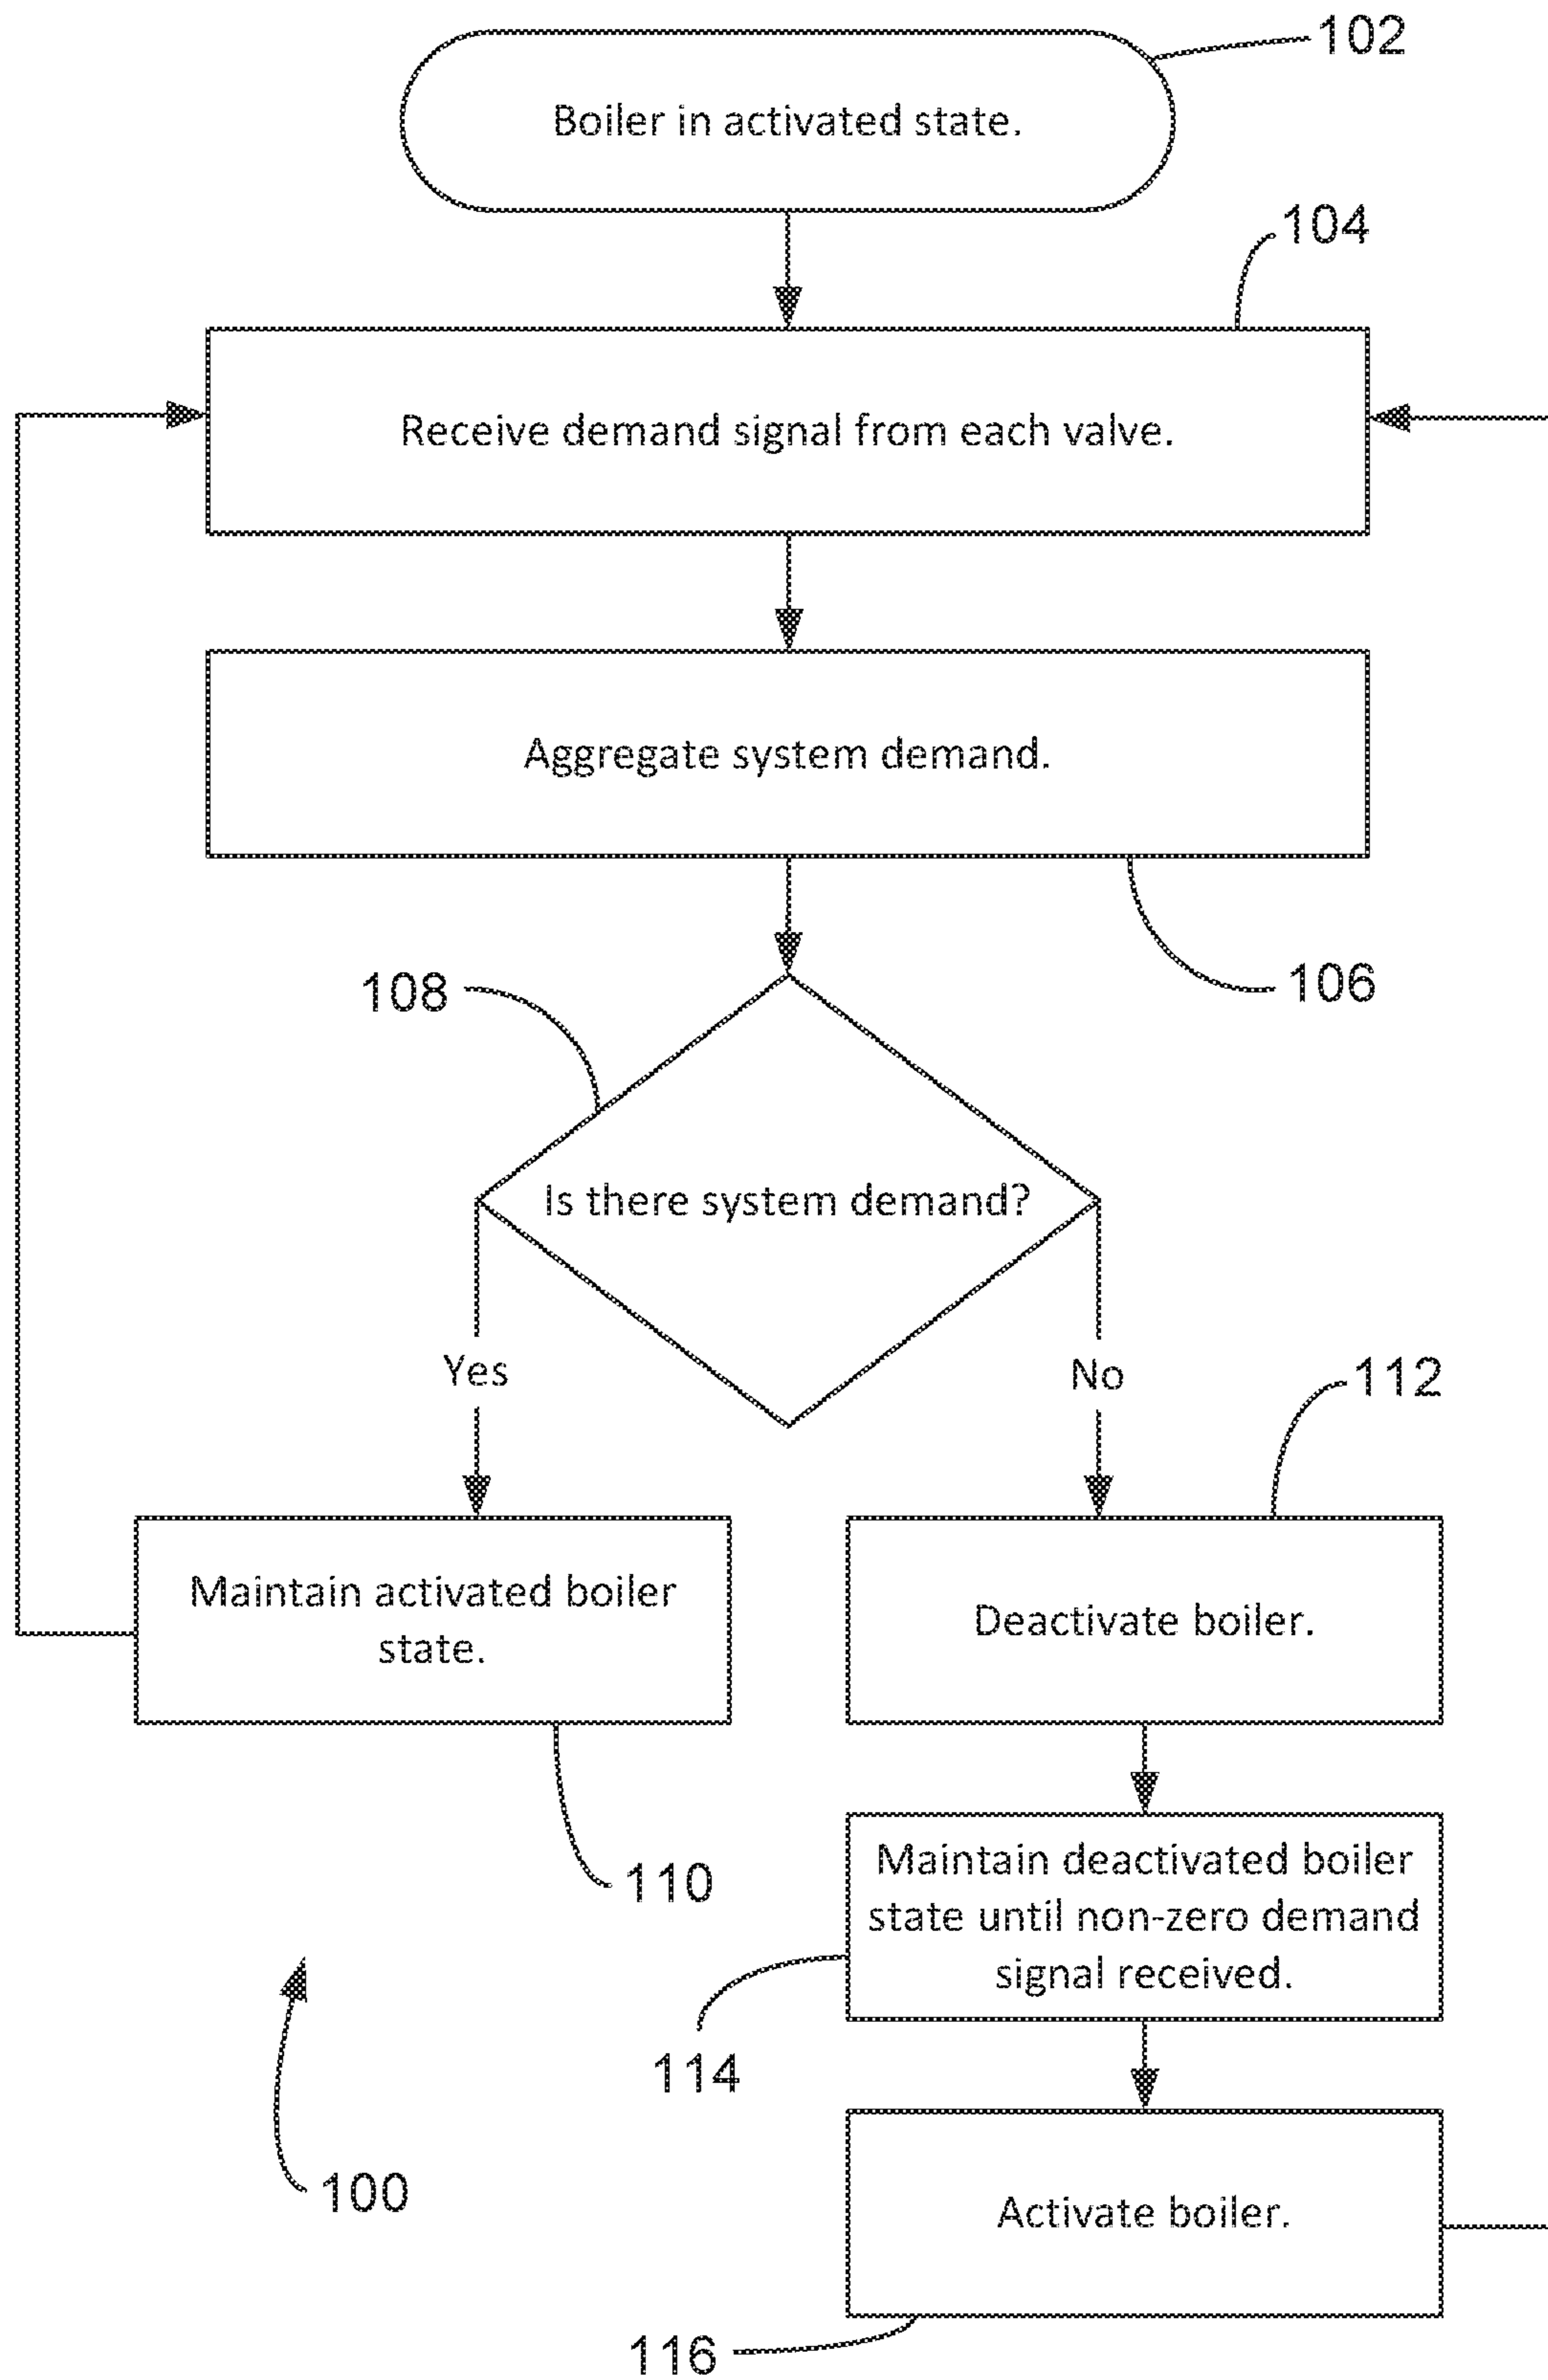 102
Boiler in activated state.
104
Receive demand signal from each valve.
Aggregate system demand.
106
108
Is there system demand?
Yes
No
112
Maintain activated boiler
state.
Deactivate boiler.
110
Maintain deactivated boiler
state until non-zero demand
signal received.
114
100
Activate boiler.
116